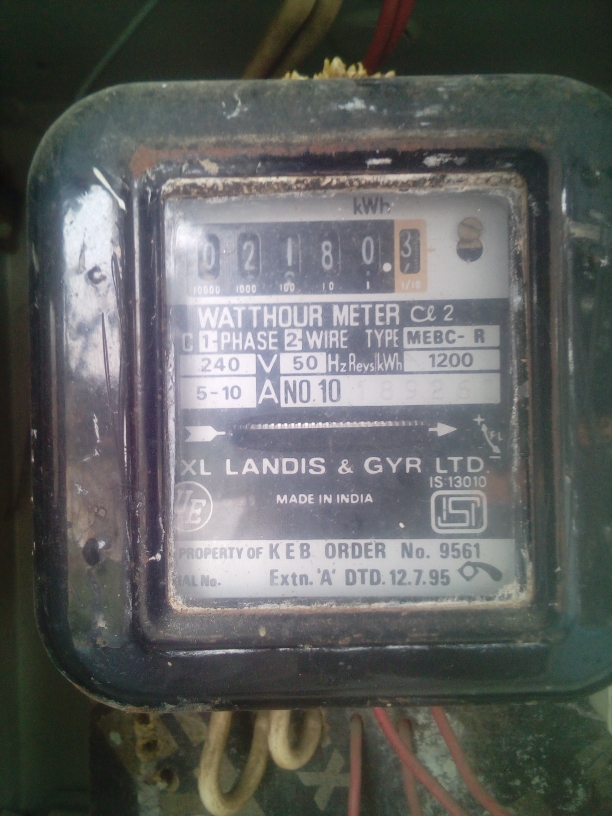 kWh
0 2 1 8 0 . 3
10000 1000 100 10 1 1/10
WATTHOUR METER Cl 2
1-PHASE 2-WIRE TYPE MEBC-R
240 V 50 Hz Revs/kWh 1200
5-10 A NO. 10
+ FL -
XL LANDIS & GYR LTD.
IS 13010
MADE IN INDIA
PROPERTY OF K E B ORDER No. 9561
No. Extn. 'A' DTD. 12.7.95